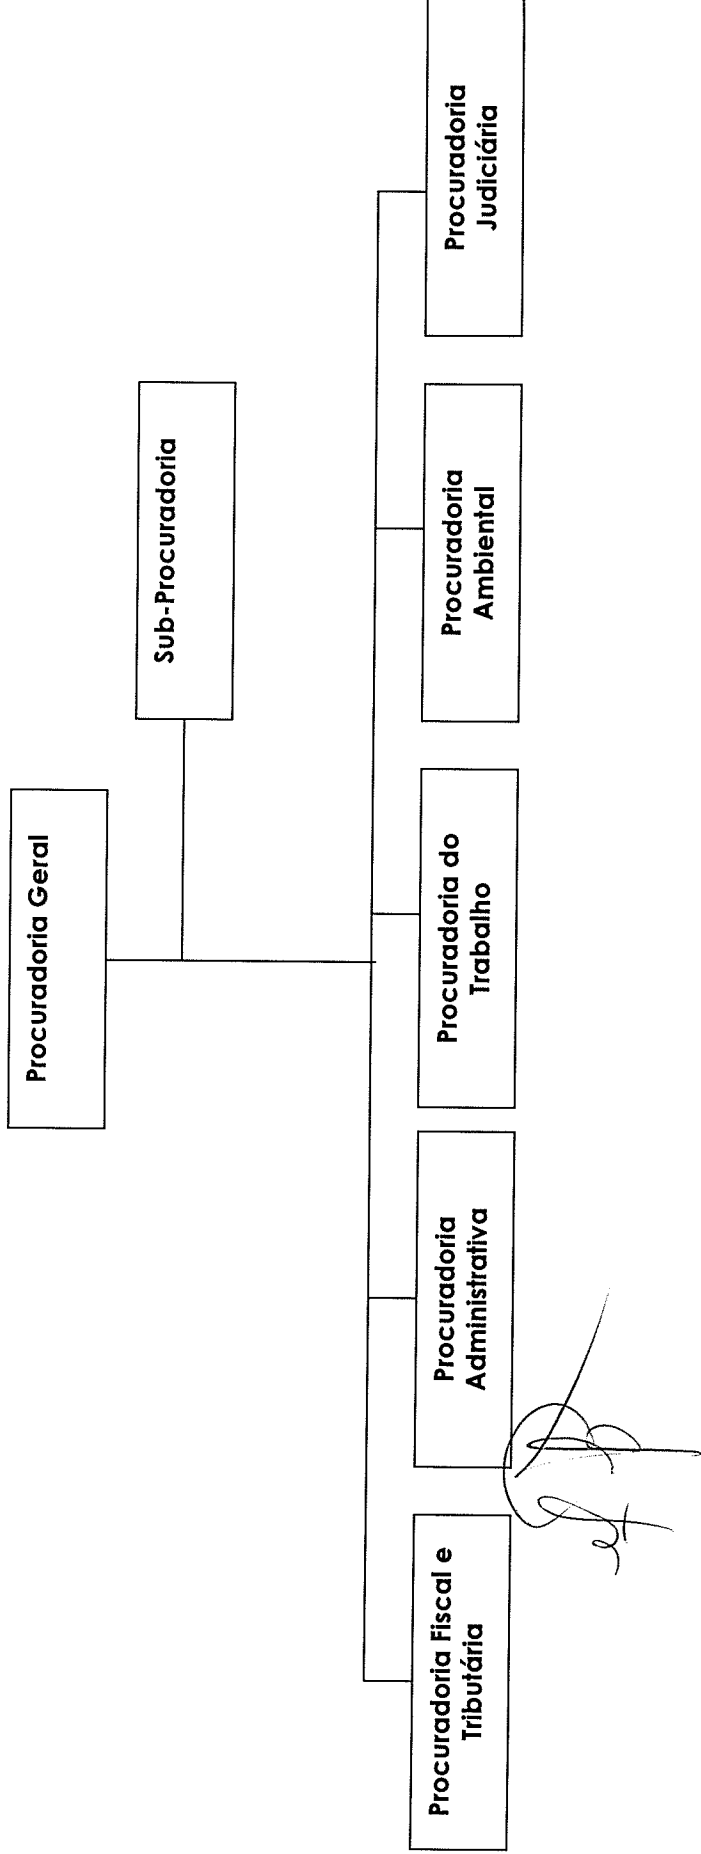 Procuradoria Geral
Sub-Procuradoria
Procuradoria Fiscal e
Tributária
Procuradoria
Administrativa
Procuradoria do
Trabalho
Procuradoria
Ambiental
Procuradoria
Judiciária